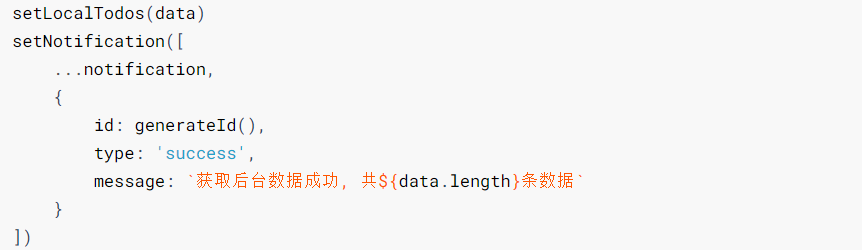 setLocalTodos(data)
setNotification([
    ...notification,
    {
        id: generateId(),
        type: 'success',
        message: `获取后台数据成功, 共${data.length}条数据`
    }
])